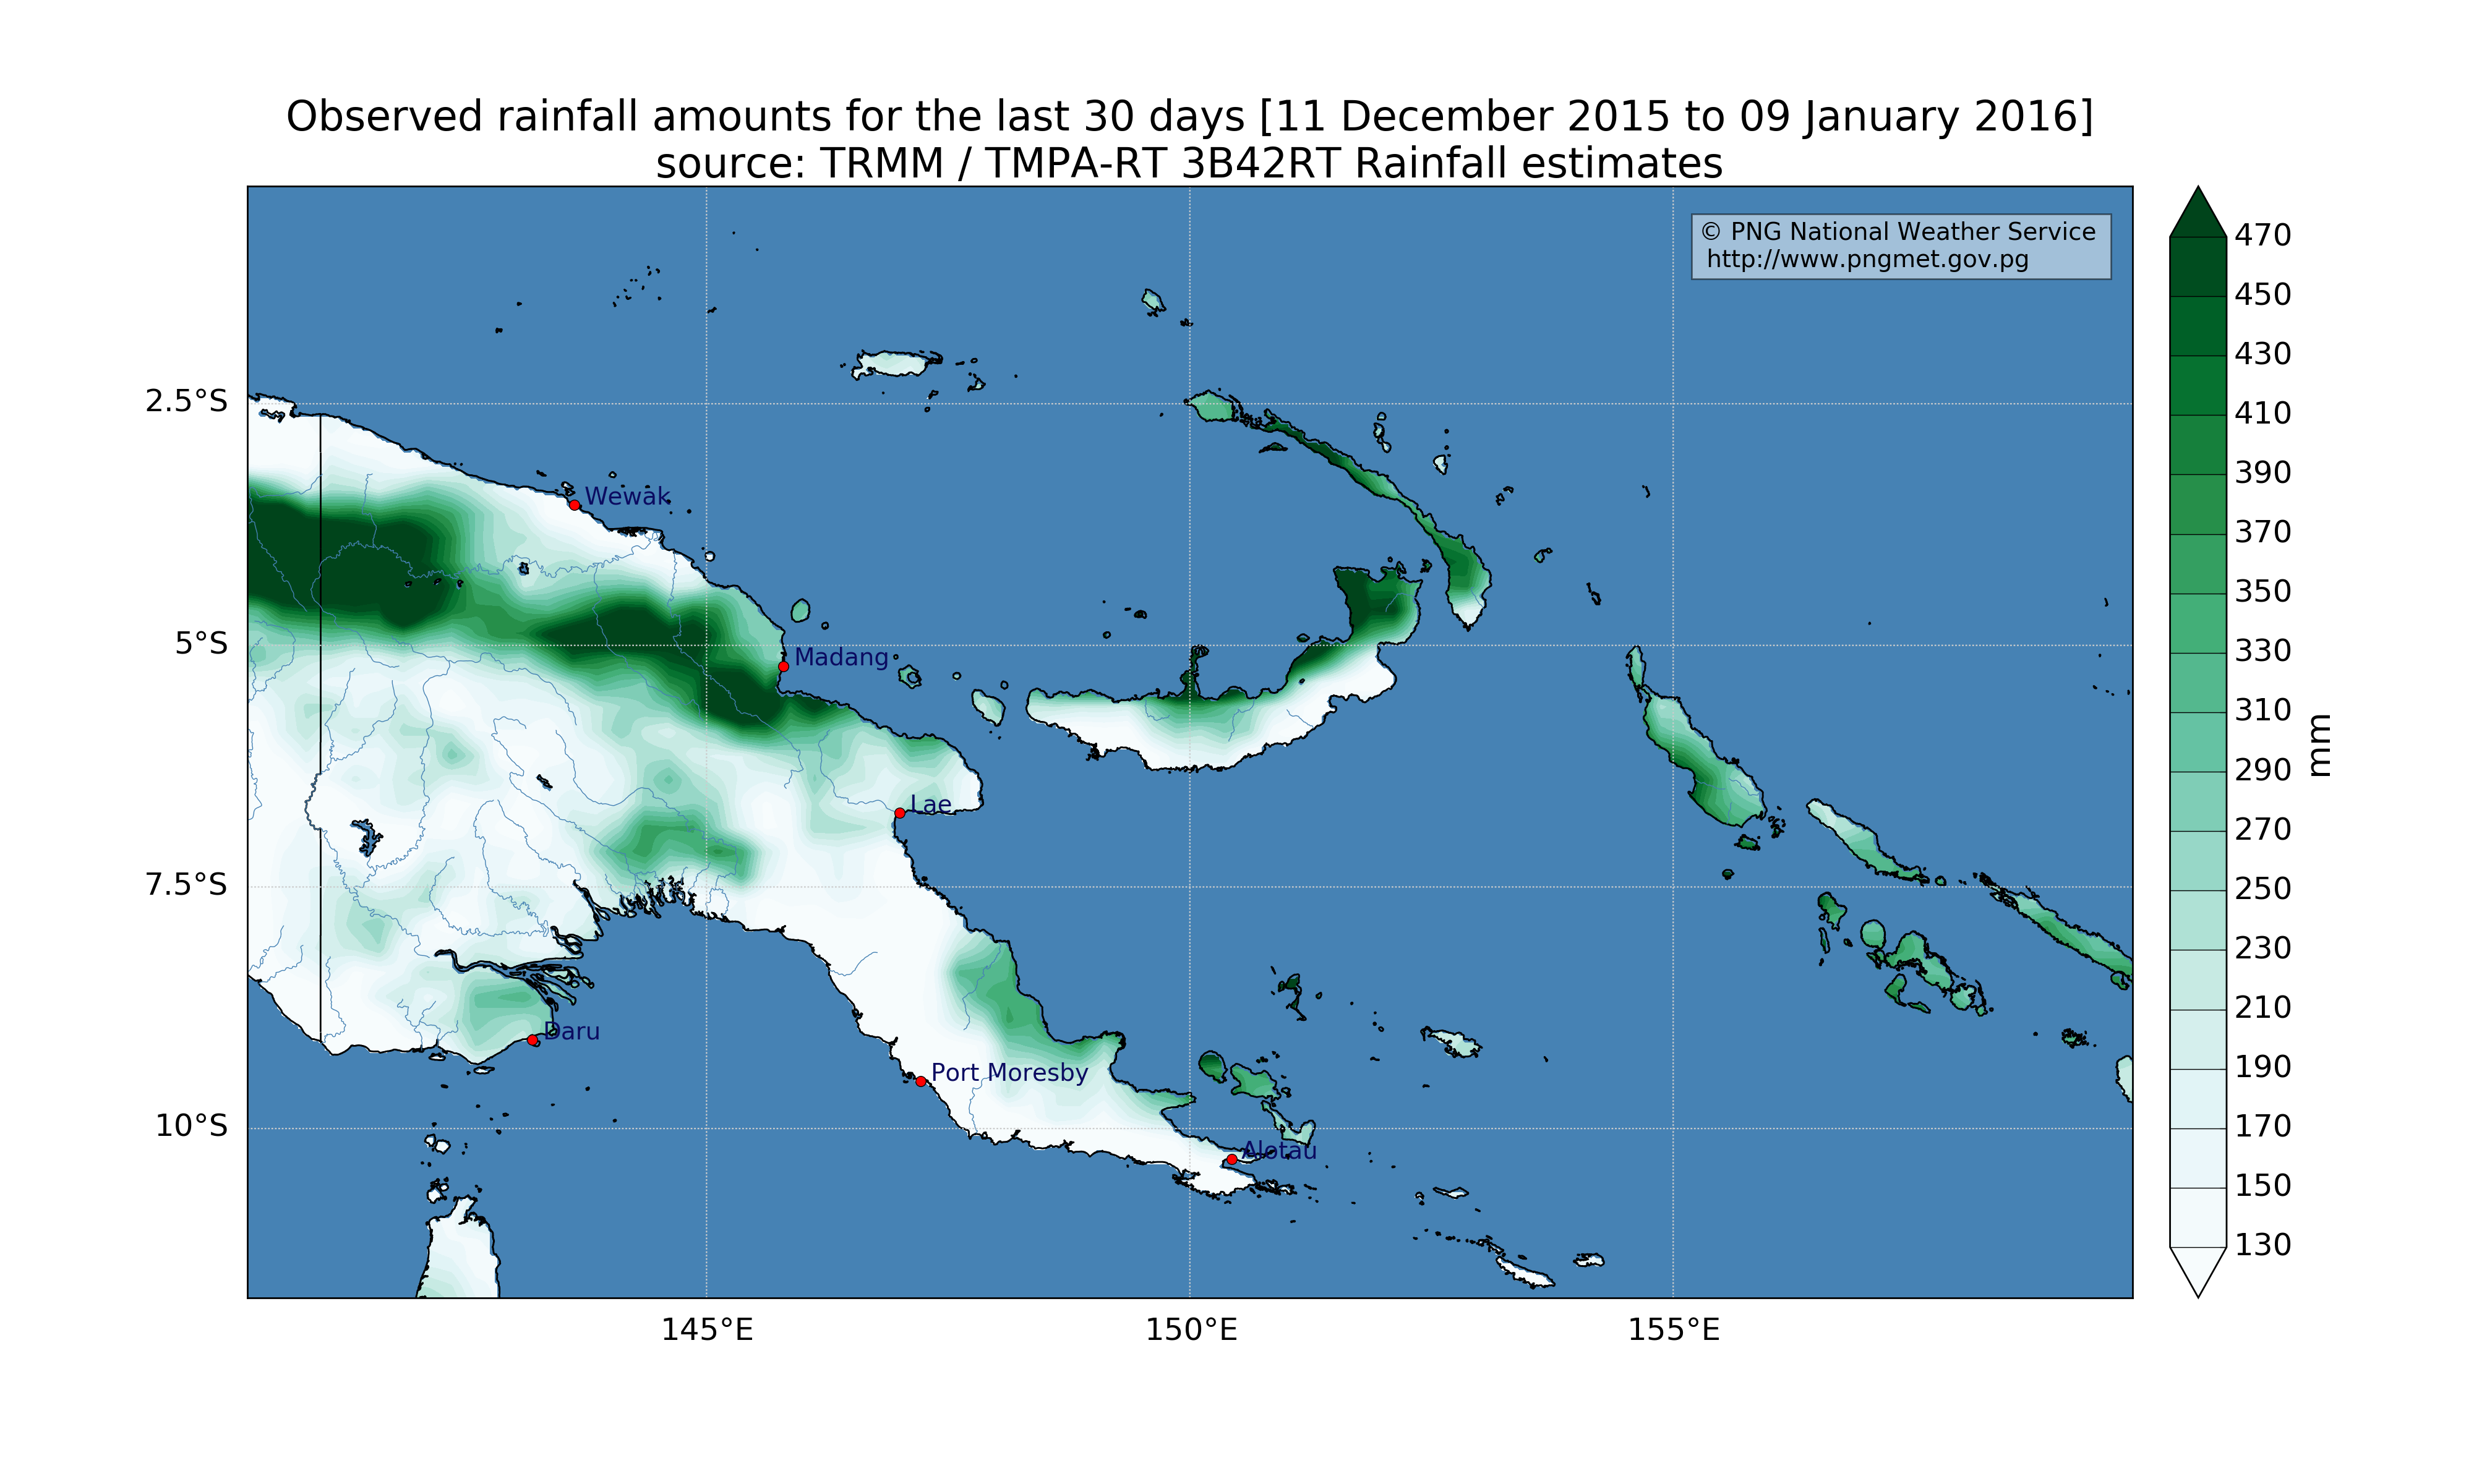 Observed rainfall amounts for the last 30 days [11 December 2015 to 09 January 2016]
source: TRMM / TMPA-RT 3B42RT Rainfall estimates
© PNG National Weather Service
http://www.pngmet.gov.pg
2.5°S
5°S
7.5°S
10°S
Wewak
Madang
Lae
Daru
Port Moresby
Alotau
145°E
150°E
155°E
470
450
430
410
390
370
350
330
310
290
270
250
230
210
190
170
150
130
mm